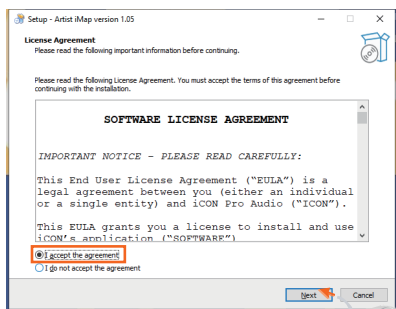 Setup - Artist iMap version 1.05
License Agreement
Please read the following important information before continuing.
Please read the following License Agreement. You must accept the terms of this agreement before
continuing with the installation.
SOFTWARE LICENSE AGREEMENT
IMPORTANT NOTICE – PLEASE READ CAREFULLY:
This End User License Agreement (“EULA”) is a
legal agreement between you (either an individual
or a single entity) and iCON Pro Audio (“ICON”).
This EULA grants you a license to install and use
iCON's application (“SOFTWARE”)
I accept the agreement
I do not accept the agreement
Next
Cancel